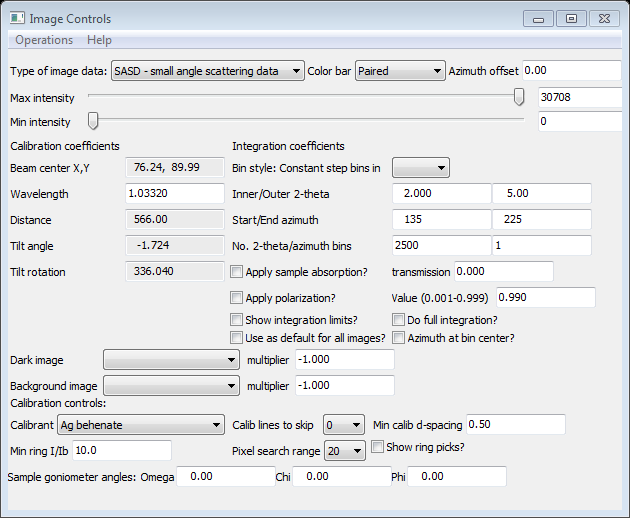 Image Controls
Operations Help
Type of image data: SASD - small angle scattering data Color bar Paired Azimuth offset 0.00
Max intensity 30708
Min intensity 0
Calibration coefficients Integration coefficients
Beam center X,Y 76.24, 89.99 Bin style: Constant step bins in
Wavelength 1.03320 Inner/Outer 2-theta 2.000 5.00
Distance 566.00 Start/End azimuth 135 225
Tilt angle -1.724 No. 2-theta/azimuth bins 2500 1
Tilt rotation 336.040 Apply sample absorption? transmission 0.000
Apply polarization? Value (0.001-0.999) 0.990
Show integration limits? Do full integration?
Use as default for all images? Azimuth at bin center?
Dark image multiplier -1.000
Background image multiplier -1.000
Calibration controls:
Calibrant Ag behenate Calib lines to skip 0 Min calib d-spacing 0.50
Min ring I/Ib 10.0 Pixel search range 20 Show ring picks?
Sample goniometer angles: Omega 0.00 Chi 0.00 Phi 0.00